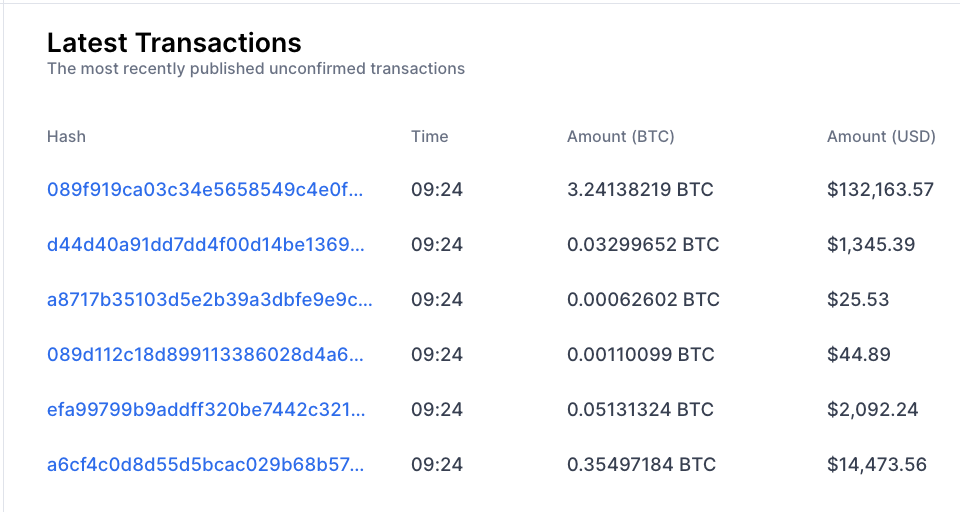 Latest Transactions
The most recently published unconfirmed transactions
Hash Time Amount (BTC) Amount (USD)
089f919ca03c34e5658549c4e0f... 09:24 3.24138219 BTC $132,163.57
d44d40a91dd7dd4f00d14be1369... 09:24 0.03299652 BTC $1,345.39
a8717b35103d5e2b39a3dbfe9e9c... 09:24 0.00062602 BTC $25.53
089d112c18d899113386028d4a6... 09:24 0.00110099 BTC $44.89
efa99799b9addff320be7442c321... 09:24 0.05131324 BTC $2,092.24
a6cf4c0d8d55d5bcac029b68b57... 09:24 0.35497184 BTC $14,473.56